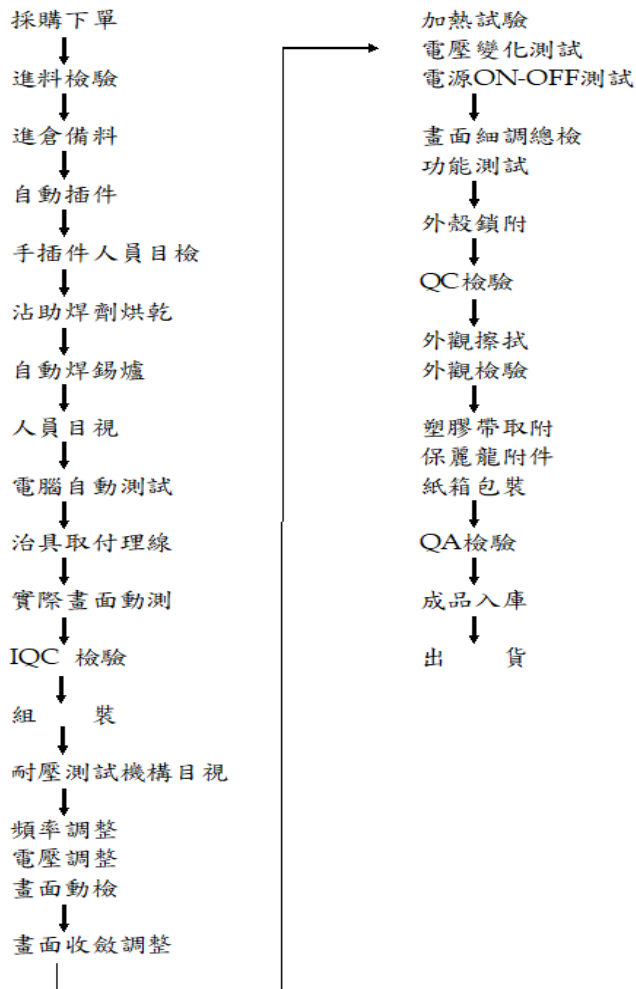 採購下單
進料檢驗
進倉備料
自動插件
手插件人員目檢
沾助焊劑烘乾
自動焊錫爐
人員目視
電腦自動測試
治具取付理線
實際畫面動測
IQC 檢驗
組 裝
耐壓測試機構目視
頻率調整
電壓調整
畫面動檢
畫面收斂調整
加熱試驗
電壓變化測試
電源ON-OFF測試
畫面細調總檢
功能測試
外殼鎖附
QC檢驗
外觀擦拭
外觀檢驗
塑膠帶取附
保麗龍附件
紙箱包裝
QA檢驗
成品入庫
出 貨